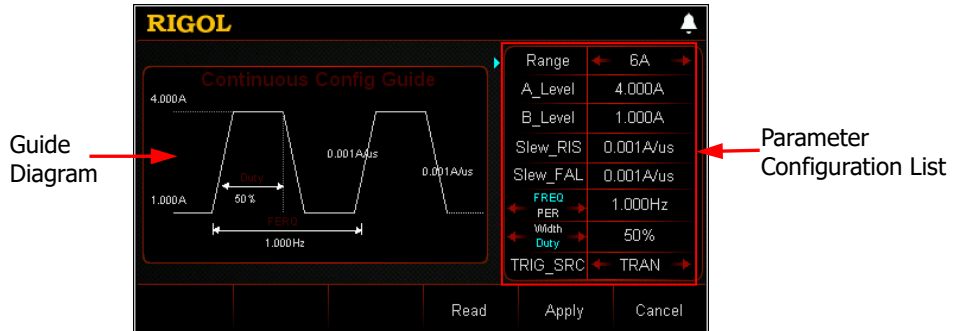 RIGOL
Continuous Config Guide
4.000A
0.001A/us
0.001A/us
Duty
50%
1.000A
FERQ
1.000Hz
Range 6A
A_Level 4.000A
B_Level 1.000A
Slew_RIS 0.001A/us
Slew_FAL 0.001A/us
FREQ
PER
1.000Hz
Width
Duty
50%
TRIG_SRC TRAN
Read Apply Cancel
Guide
Diagram
Parameter
Configuration List